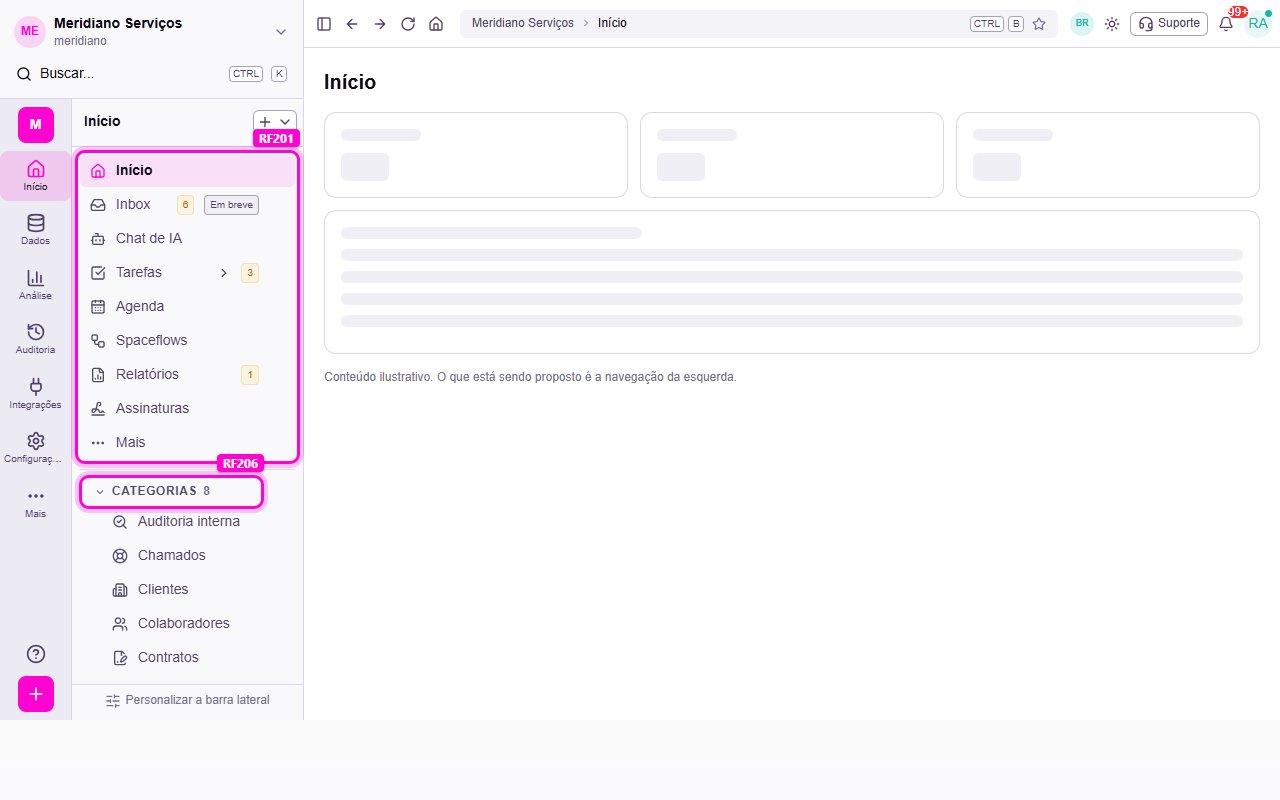 ME
Meridiano Serviços
meridiano
Buscar...
CTRL K
Meridiano Serviços > Início
CTRL B
BR
Suporte
99+
RA
M
Início
Dados
Análise
Auditoria
Integrações
Configuraç...
Mais
Início
RF201
Início
Inbox 6 Em breve
Chat de IA
Tarefas 3
Agenda
Spaceflows
Relatórios 1
Assinaturas
Mais
RF206
CATEGORIAS 8
Auditoria interna
Chamados
Clientes
Colaboradores
Contratos
Personalizar a barra lateral
Início
Conteúdo ilustrativo. O que está sendo proposto é a navegação da esquerda.